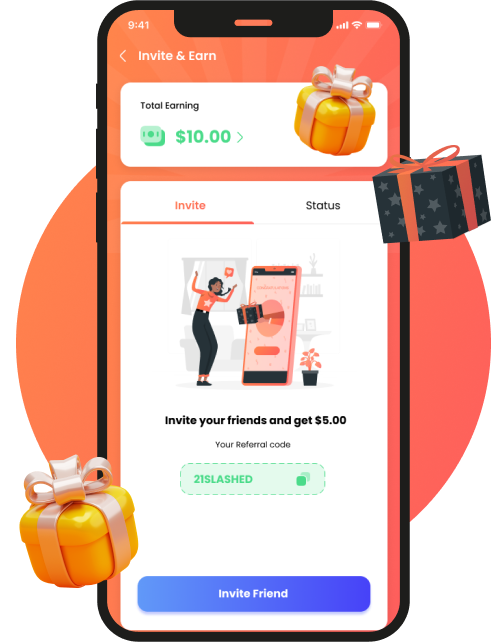 9:41
Invite & Earn
Total Earning
$10.00
Invite
Status
Invite your friends and get $5.00
Your Referral code
21SLASHED
Invite Friend